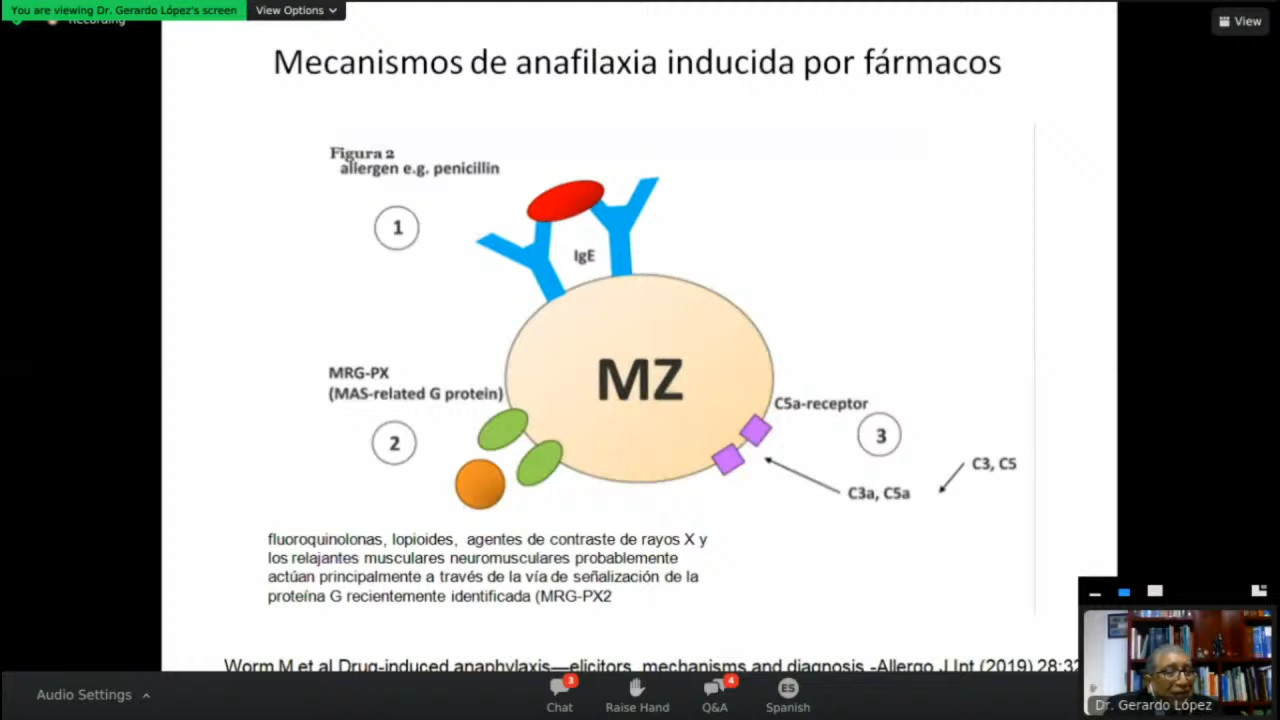 You are viewing Dr. Gerardo López's screen
View Options
Recording
View
Mecanismos de anafilaxia inducida por fármacos
Figura 2
allergen e.g. penicillin
1
IgE
MZ
MRG-PX
(MAS-related G protein)
2
C5a-receptor
3
C3, C5
C3a, C5a
fluoroquinolonas, lopioides, agentes de contraste de rayos X y
los relajantes musculares neuromusculares probablemente
actúan principalmente a través de la vía de señalización de la
proteína G recientemente identificada (MRG-PX2
Worm M et al Drug-induced anaphylaxis—elicitors, mechanisms and diagnosis -Allergo J Int (2019) 28:32
Audio Settings
3
Chat
Raise Hand
4
Q&A
ES
Spanish
Dr. Gerardo López